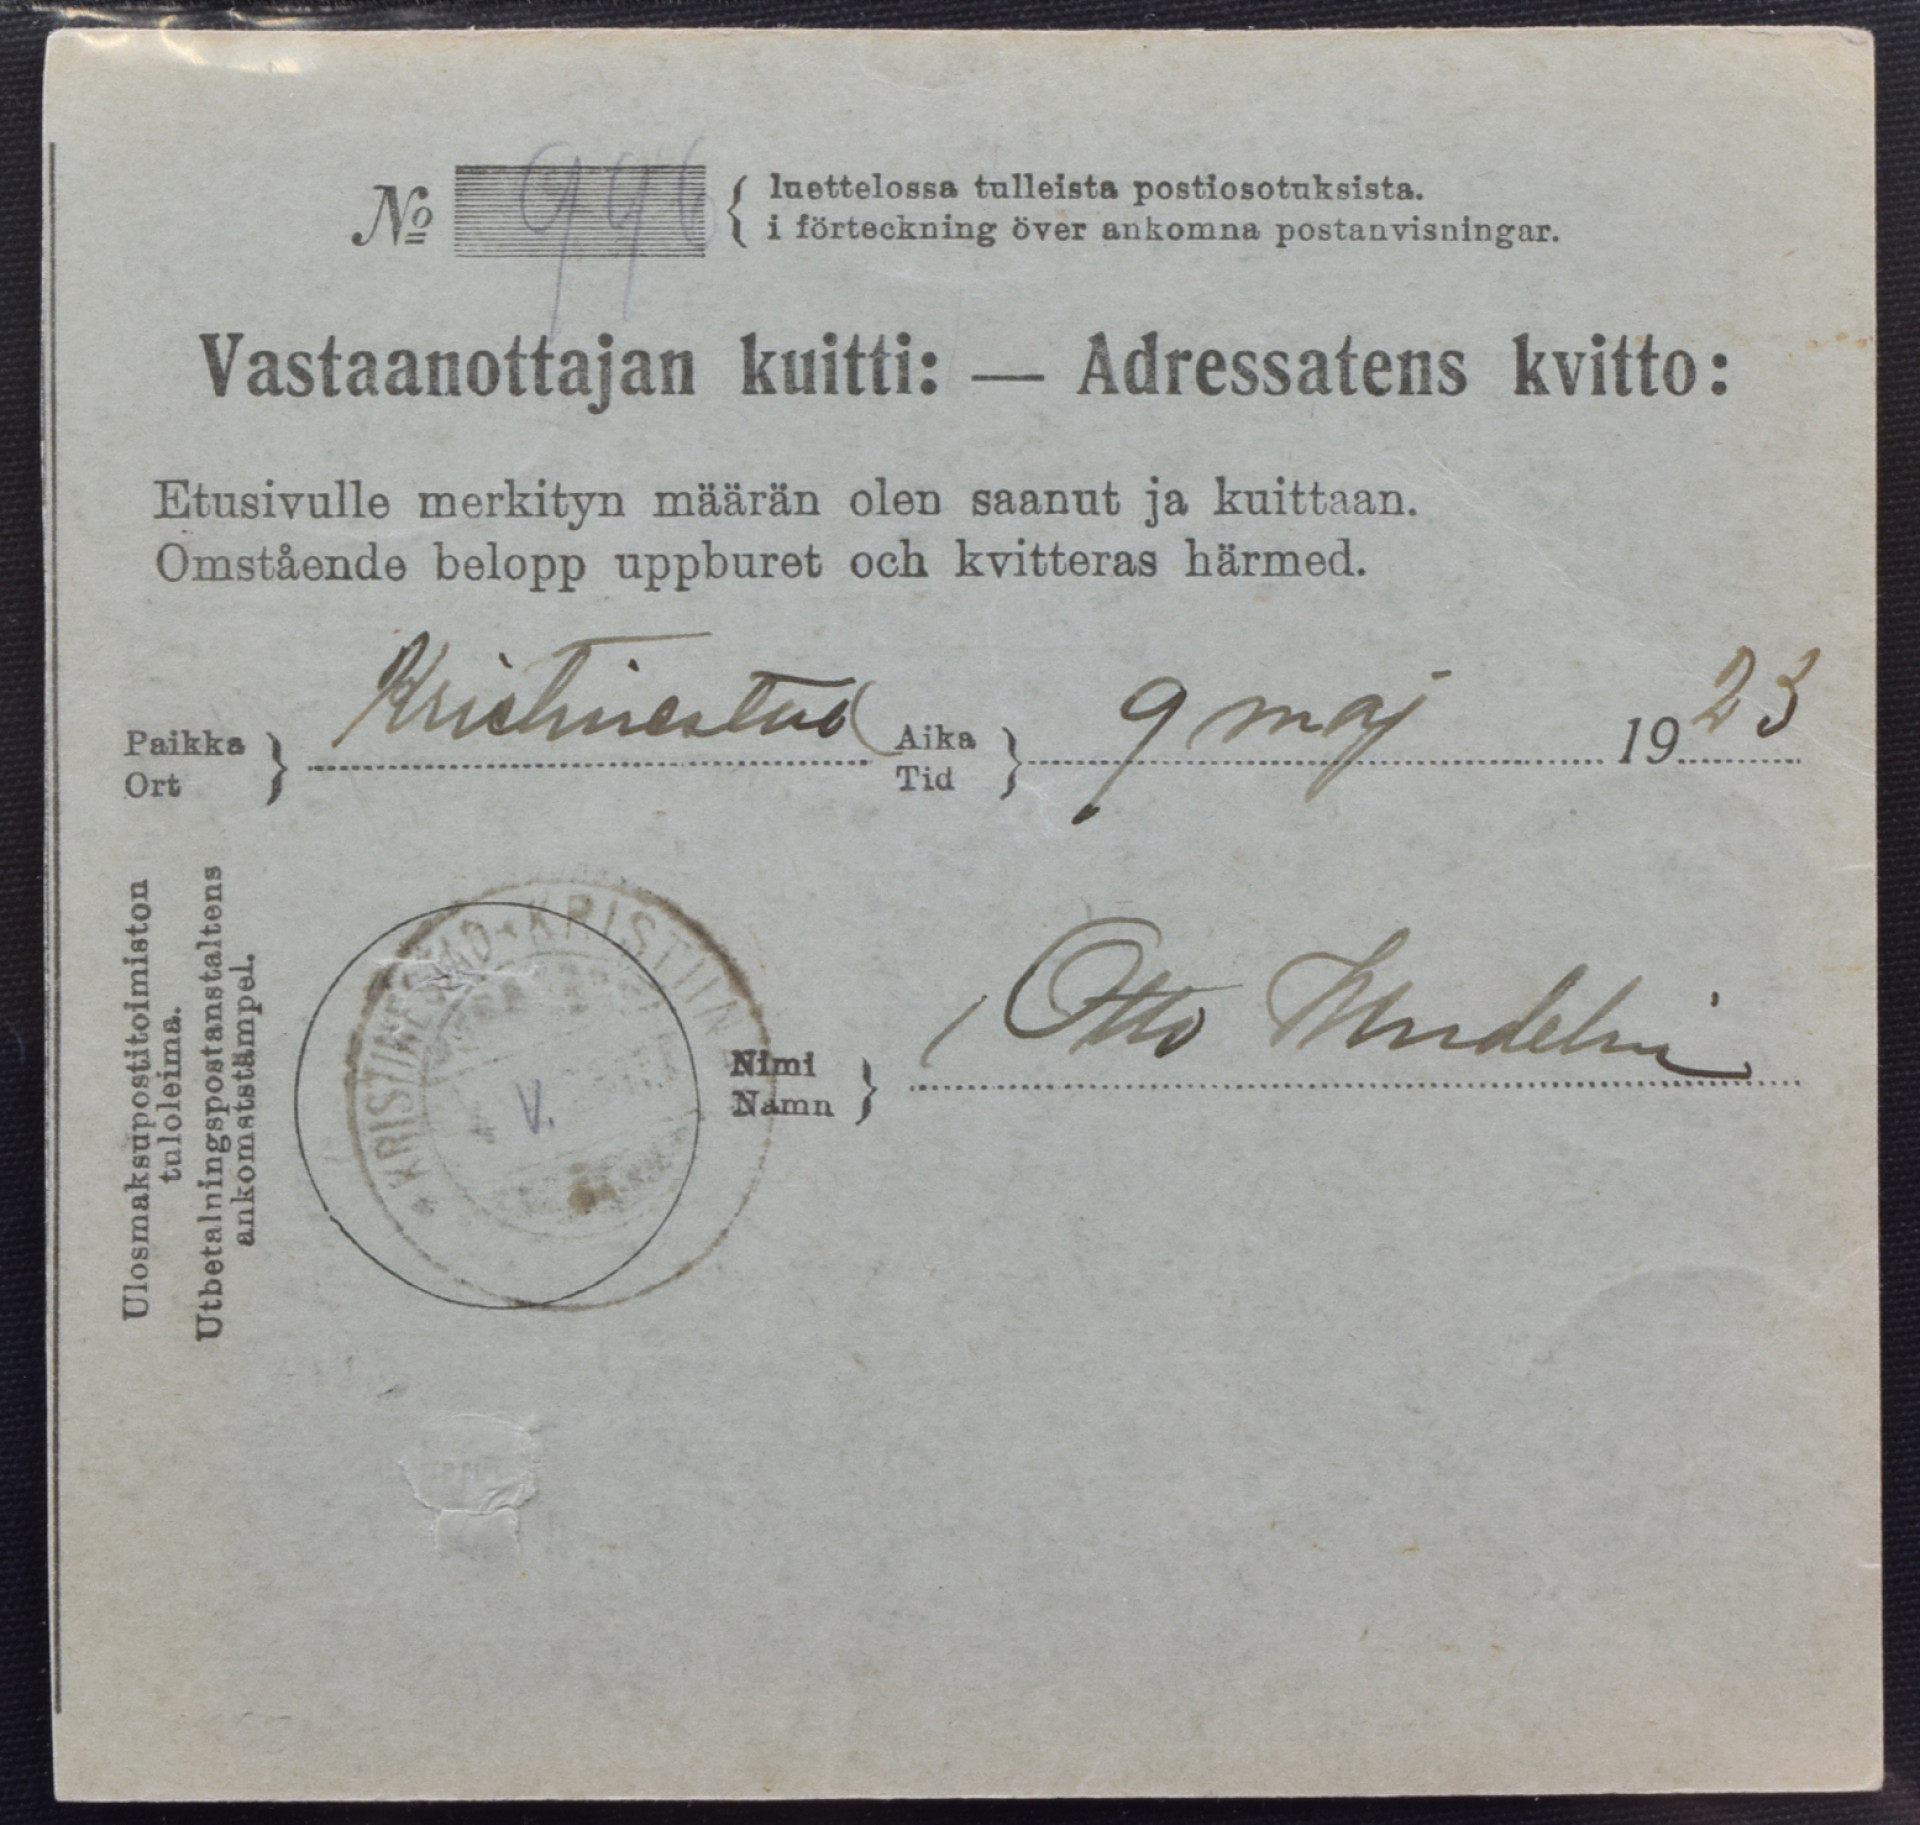 № 996 { luettelossa tulleista postiosotuksista.
i förteckning över ankomna postanvisningar.
Vastaanottajan kuitti: — Adressatens kvitto:
Etusivulle merkityn määrän olen saanut ja kuittaan.
Omstående belopp uppburet och kvitteras härmed.
Paikka
Ort } Kristinestad Aika
Tid } 9 maj 1923
Ulosmaksupostitoimiston
tuloleima.
Utbetalningspostanstaltens
ankomststämpel.
KRISTINESTAD * KRISTIIN
V.
Nimi
Namn } Otto